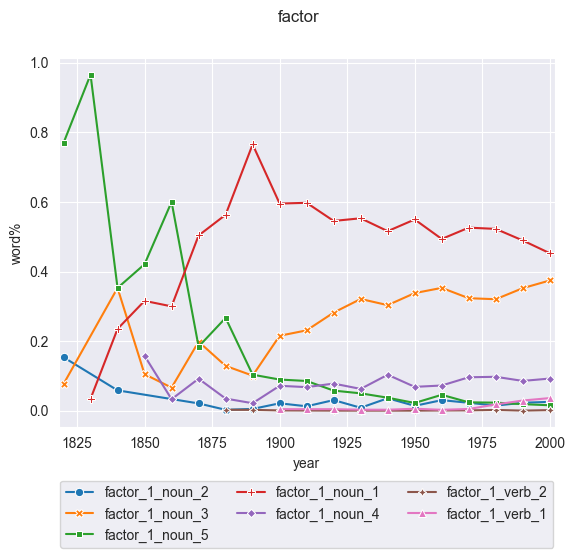 factor
1.0
0.8
0.6
0.4
0.2
0.0
word%
1825 1850 1875 1900 1925 1950 1975 2000
year
factor_1_noun_2 factor_1_noun_1 factor_1_verb_2
factor_1_noun_3 factor_1_noun_4 factor_1_verb_1
factor_1_noun_5